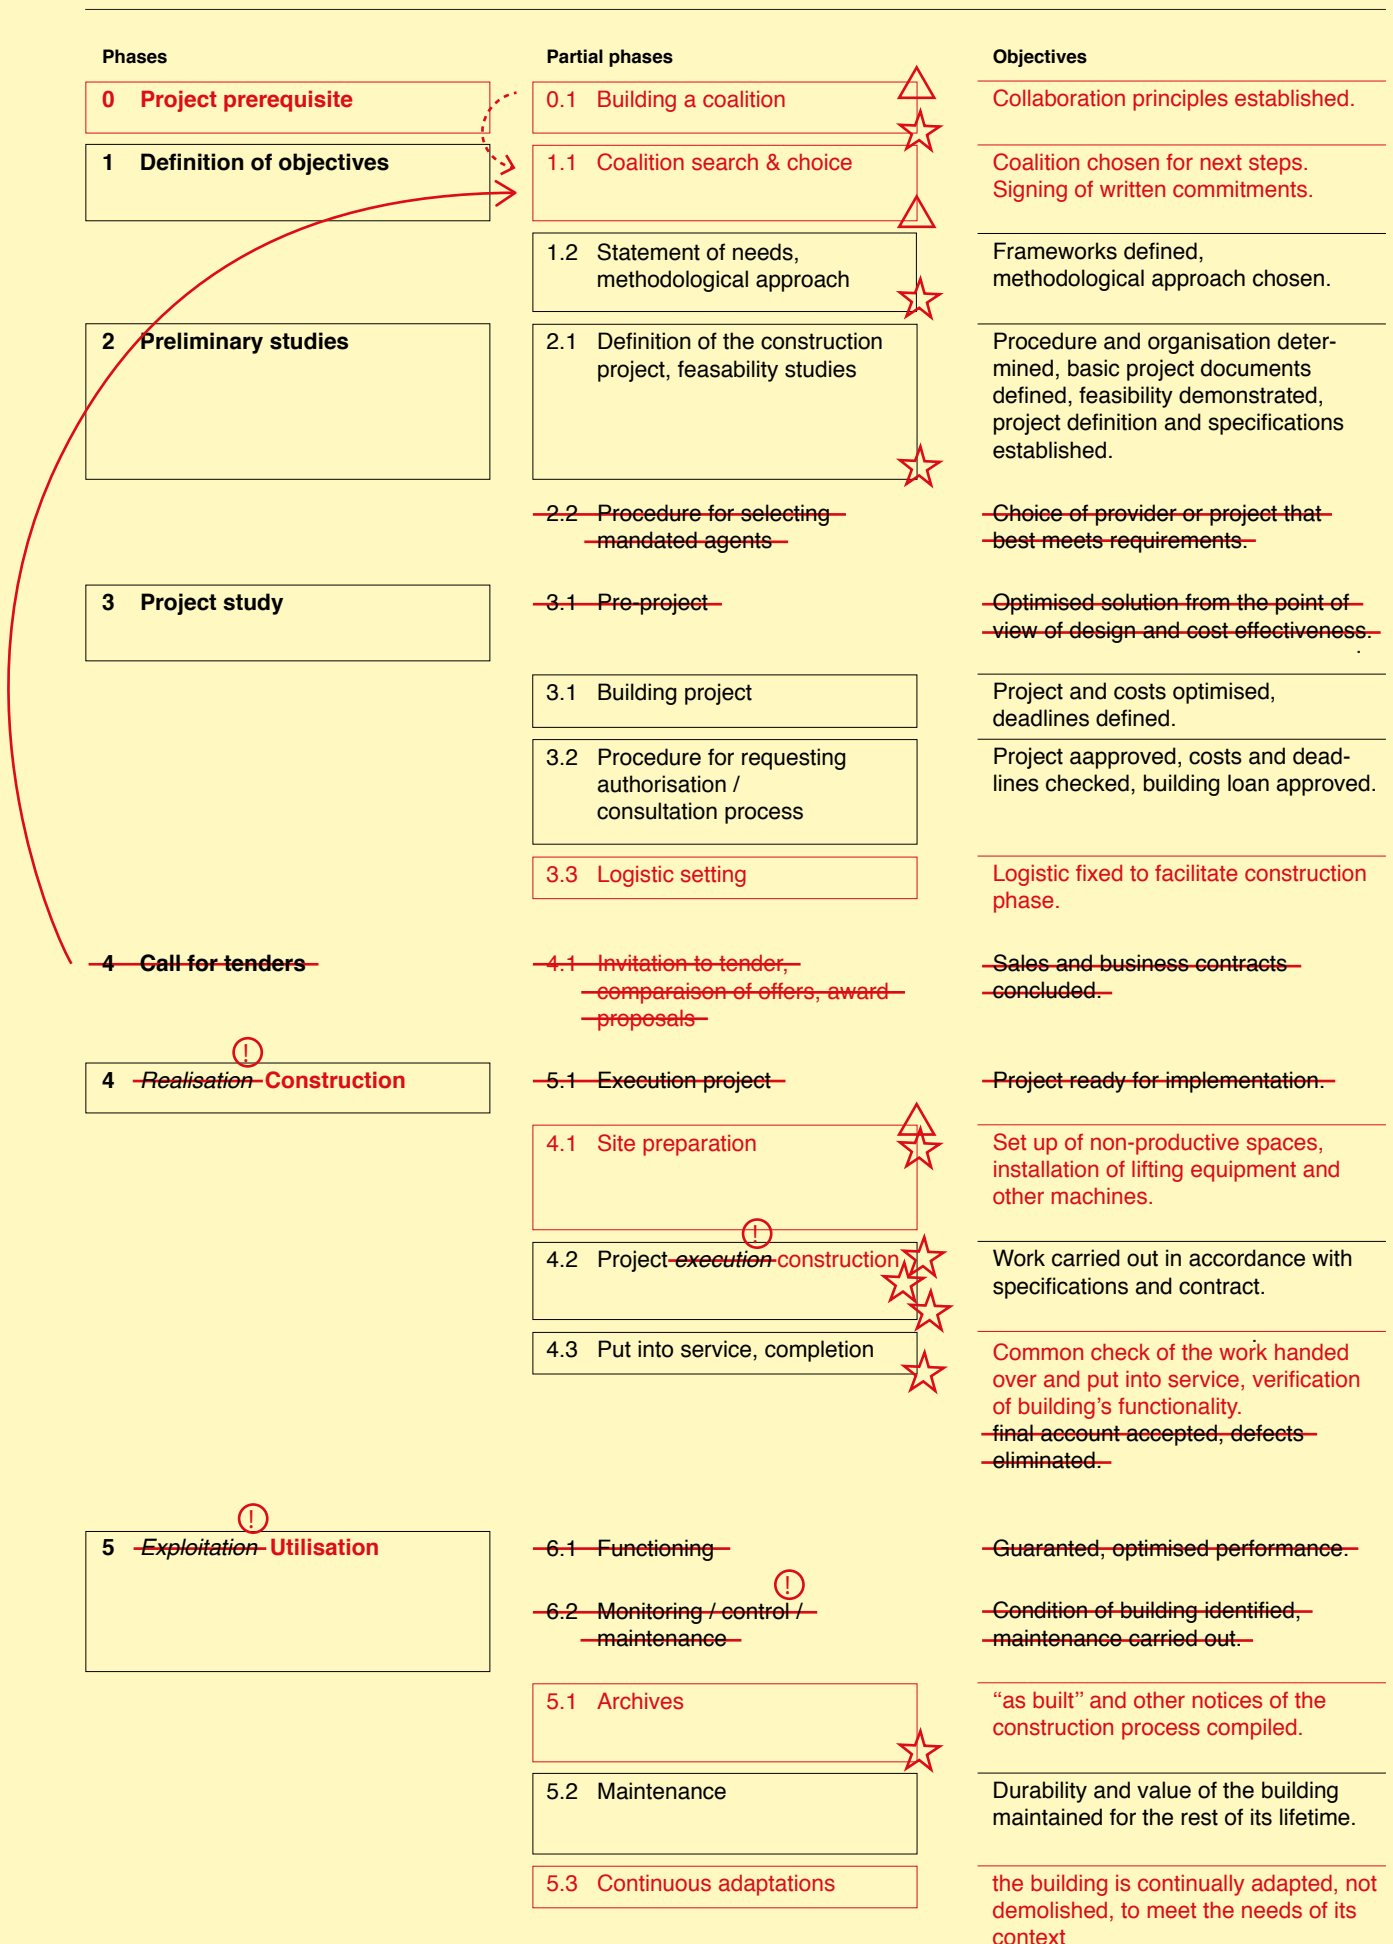 Phases
Partial phases
Objectives
0 Project prerequisite
0.1 Building a coalition
Collaboration principles established.
1 Definition of objectives
1.1 Coalition search & choice
Coalition chosen for next steps.
Signing of written commitments.
1.2 Statement of needs,
methodological approach
Frameworks defined,
methodological approach chosen.
2 Preliminary studies
2.1 Definition of the construction
project, feasability studies
Procedure and organisation deter-
mined, basic project documents
defined, feasibility demonstrated,
project definition and specifications
established.
2.2 Procedure for selecting
mandated agents
Choice of provider or project that
best meets requirements.
3 Project study
3.1 Pre-project
Optimised solution from the point of
view of design and cost effectiveness.
3.1 Building project
Project and costs optimised,
deadlines defined.
3.2 Procedure for requesting
authorisation /
consultation process
Project aapproved, costs and dead-
lines checked, building loan approved.
3.3 Logistic setting
Logistic fixed to facilitate construction
phase.
4 Call for tenders
4.1 Invitation to tender,
comparaison of offers, award
proposals
Sales and business contracts
concluded.
!
4 Realisation Construction
5.1 Execution project
Project ready for implementation.
4.1 Site preparation
Set up of non-productive spaces,
installation of lifting equipment and
other machines.
!
4.2 Project execution construction
Work carried out in accordance with
specifications and contract.
4.3 Put into service, completion
Common check of the work handed
over and put into service, verification
of building's functionality.
final account accepted, defects
eliminated.
!
5 Exploitation Utilisation
6.1 Functioning
Guaranted, optimised performance.
!
6.2 Monitoring / control /
maintenance
Condition of building identified,
maintenance carried out.
5.1 Archives
“as built” and other notices of the
construction process compiled.
5.2 Maintenance
Durability and value of the building
maintained for the rest of its lifetime.
5.3 Continuous adaptations
the building is continually adapted, not
demolished, to meet the needs of its
context